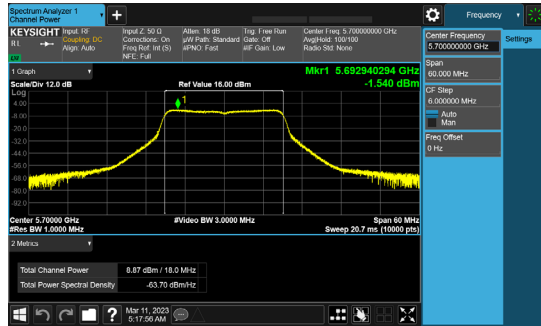 Spectrum Analyzer 1
Channel Power
+
Frequency
KEYSIGHT
Input: RF
Coupling: DC
Align: Auto
Input Z: 50 Ω
Corrections: On
Freq Ref: Int (S)
NFE: Full
Atten: 18 dB
µW Path: Standard
#PNO: Fast
Trig: Free Run
Gate: Off
#IF Gain: Low
Center Freq: 5.700000000 GHz
Avg|Hold: 100/100
Radio Std: None
R L
1 Graph
Scale/Div 12.0 dB
Ref Value 16.00 dBm
Mkr1 5.692940294 GHz
-1.540 dBm
Log
4.00
-8.00
-20.0
-32.0
-44.0
-56.0
-68.0
-80.0
-92.0
1
Center 5.70000 GHz
#Res BW 1.0000 MHz
#Video BW 3.0000 MHz
Span 60 MHz
Sweep 20.7 ms (10000 pts)
2 Metrics
Total Channel Power 8.87 dBm / 18.0 MHz
Total Power Spectral Density -63.70 dBm/Hz
Center Frequency
5.700000000 GHz
Span
60.000 MHz
CF Step
6.000000 MHz
Auto
Man
Freq Offset
0 Hz
Settings
?
Mar 11, 2023
5:17:56 AM